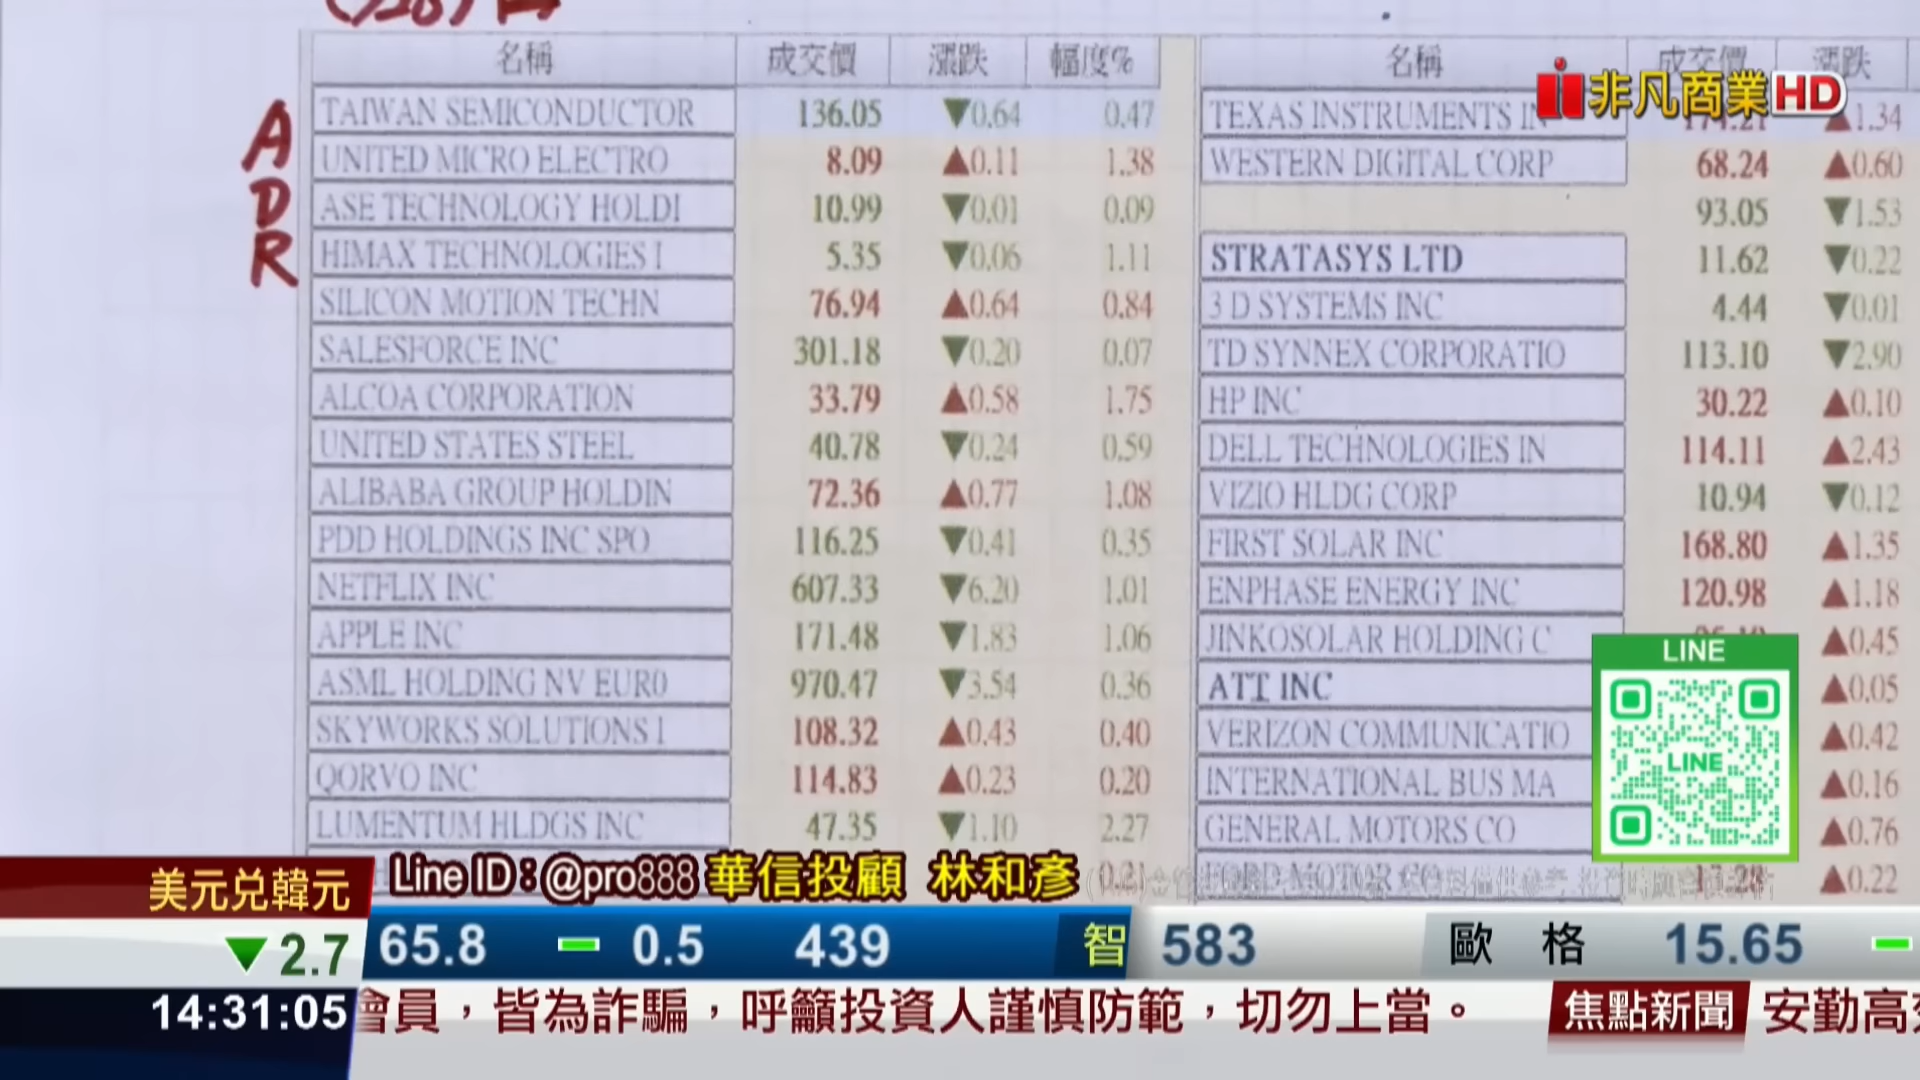 (3/28) 四
名稱 成交價 漲跌 幅度%
TAIWAN SEMICONDUCTOR 136.05 ▼0.64 0.47
UNITED MICRO ELECTRO 8.09 ▲0.11 1.38
ASE TECHNOLOGY HOLDI 10.99 ▼0.01 0.09
HIMAX TECHNOLOGIES I 5.35 ▼0.06 1.11
SILICON MOTION TECHN 76.94 ▲0.64 0.84
SALESFORCE INC 301.18 ▼0.20 0.07
ALCOA CORPORATION 33.79 ▲0.58 1.75
UNITED STATES STEEL 40.78 ▼0.24 0.59
ALIBABA GROUP HOLDIN 72.36 ▲0.77 1.08
PDD HOLDINGS INC SPO 116.25 ▼0.41 0.35
NETFLIX INC 607.33 ▼6.20 1.01
APPLE INC 171.48 ▼1.83 1.06
ASML HOLDING NV EUR0 970.47 ▼3.54 0.36
SKYWORKS SOLUTIONS I 108.32 ▲0.43 0.40
QORVO INC 114.83 ▲0.23 0.20
LUMENTUM HLDGS INC 47.35 ▼1.10 2.27
0.21
ADR
名稱 成交價 漲跌
TEXAS INSTRUMENTS IN 174.21 ▲1.34
WESTERN DIGITAL CORP 68.24 ▲0.60
93.05 ▼1.53
STRATASYS LTD 11.62 ▼0.22
3 D SYSTEMS INC 4.44 ▼0.01
TD SYNNEX CORPORATIO 113.10 ▼2.90
HP INC 30.22 ▲0.10
DELL TECHNOLOGIES IN 114.11 ▲2.43
VIZIO HLDG CORP 10.94 ▼0.12
FIRST SOLAR INC 168.80 ▲1.35
ENPHASE ENERGY INC 120.98 ▲1.18
JINKOSOLAR HOLDING C ▲0.45
ATT INC ▲0.05
VERIZON COMMUNICATIO ▲0.42
INTERNATIONAL BUS MA ▲0.16
GENERAL MOTORS CO ▲0.76
FORD MOTOR CO 13.28 ▲0.22
非凡商業HD
LINE
LINE
Line ID：@pro888 華信投顧 林和彥
美元兌韓元
▼2.7
65.8 0.5 439 智 583 歐 格 15.65
14:31:05
會員，皆為詐騙，呼籲投資人謹慎防範，切勿上當。 焦點新聞 安勤高效